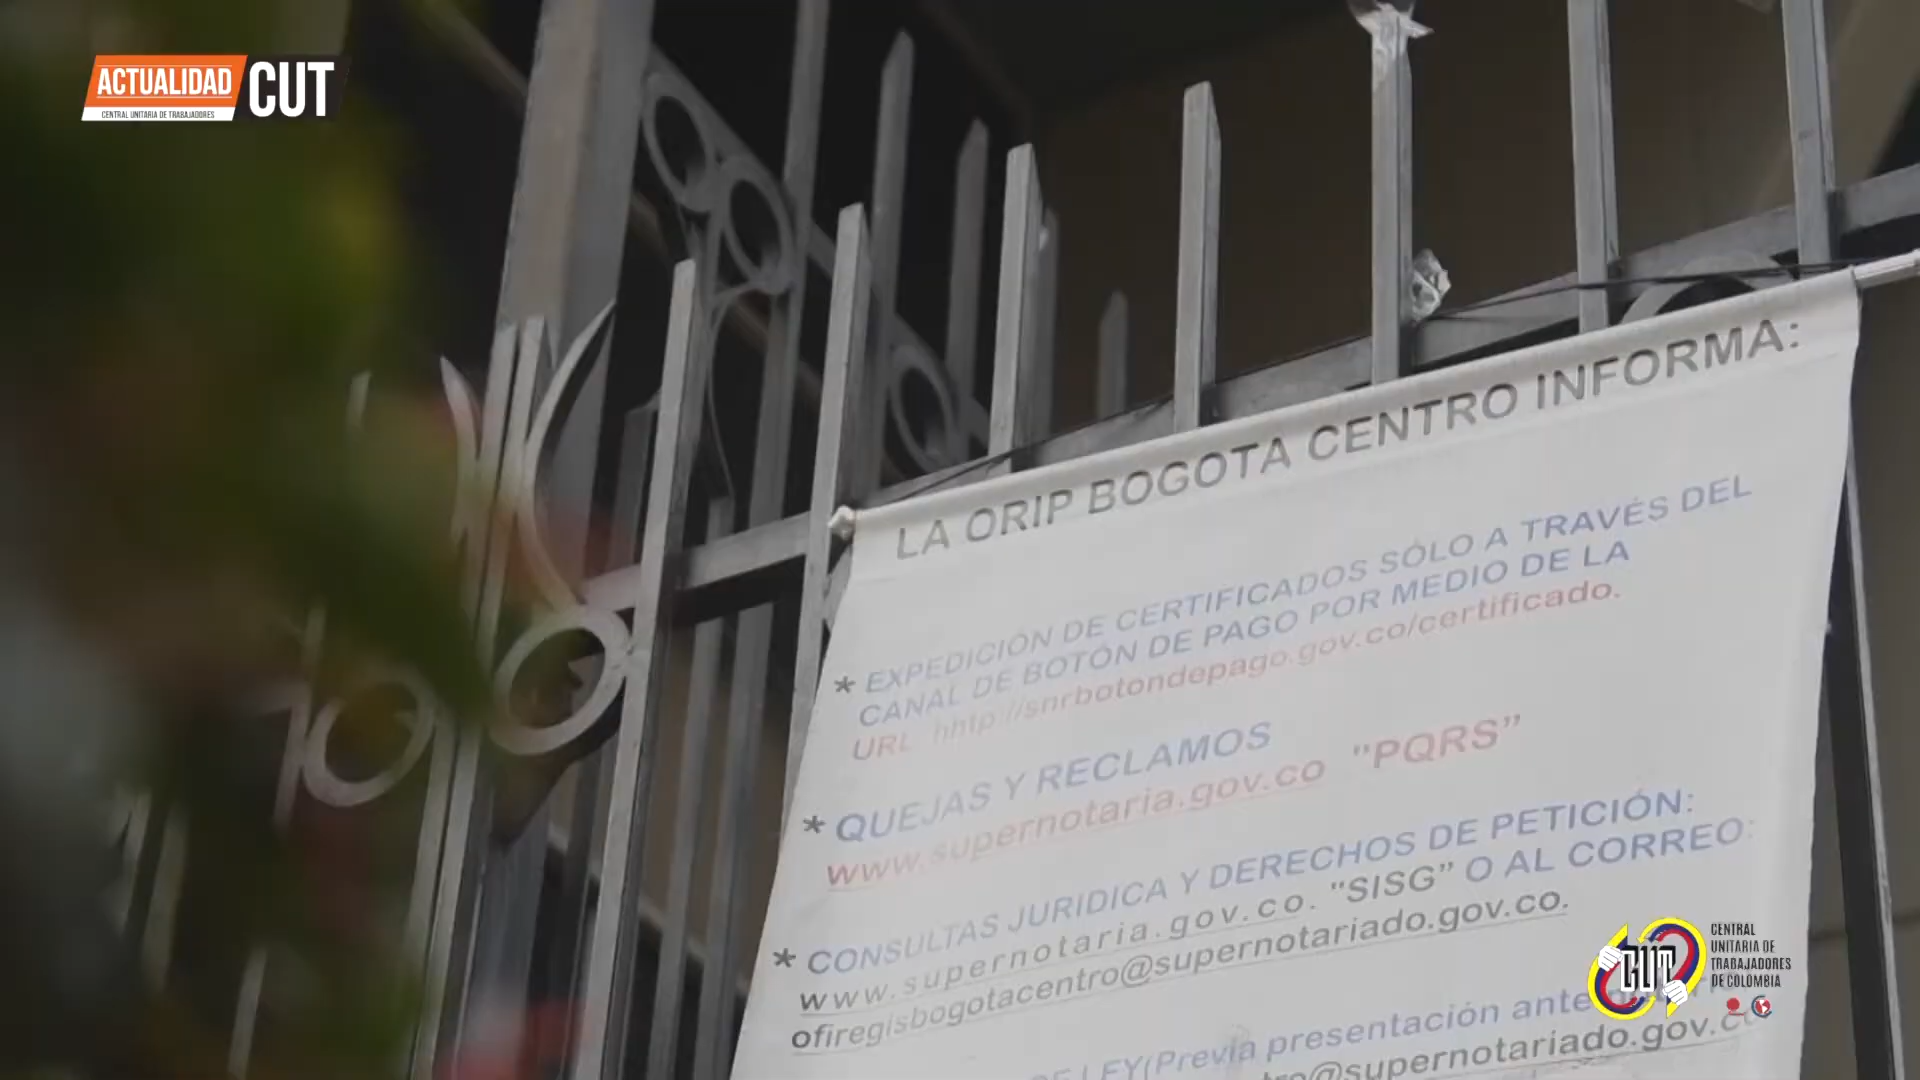 ACTUALIDAD CUT
CENTRAL UNITARIA DE TRABAJADORES
LA ORIP BOGOTA CENTRO INFORMA:
* EXPEDICIÓN DE CERTIFICADOS SÓLO A TRAVÉS DEL
CANAL DE BOTÓN DE PAGO POR MEDIO DE LA
URL hhtp://snrbotondepago.gov.co/certificado.
* QUEJAS Y RECLAMOS
www.supernotaria.gov.co "PQRS"
* CONSULTAS JURIDICA Y DERECHOS DE PETICIÓN:
www.supernotaria.gov.co. "SISG" O AL CORREO:
ofiregisbogotacentro@supernotariado.gov.co.
LEY(Previa presentación ante
@supernotariado.gov.co
CUT
CENTRAL
UNITARIA DE
TRABAJADORES
DE COLOMBIA